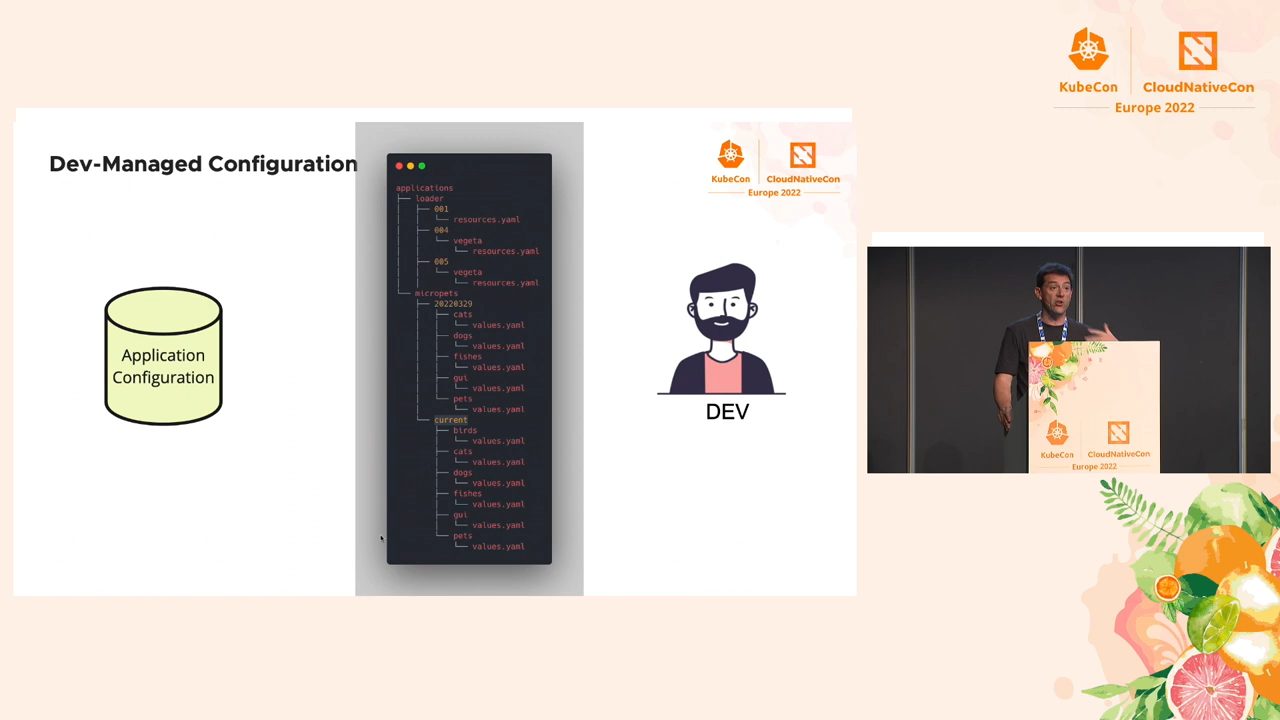 KubeCon
CloudNativeCon
Europe 2022
Dev-Managed Configuration
KubeCon
CloudNativeCon
Europe 2022
Application
Configuration
applications
loader
001
resources.yaml
004
vegeta
resources.yaml
005
vegeta
resources.yaml
micropets
20220329
cats
values.yaml
dogs
values.yaml
fishes
values.yaml
gui
values.yaml
pets
values.yaml
current
birds
values.yaml
cats
values.yaml
dogs
values.yaml
fishes
values.yaml
gui
values.yaml
pets
values.yaml
DEV
KubeCon
CloudNativeCon
Europe 2022